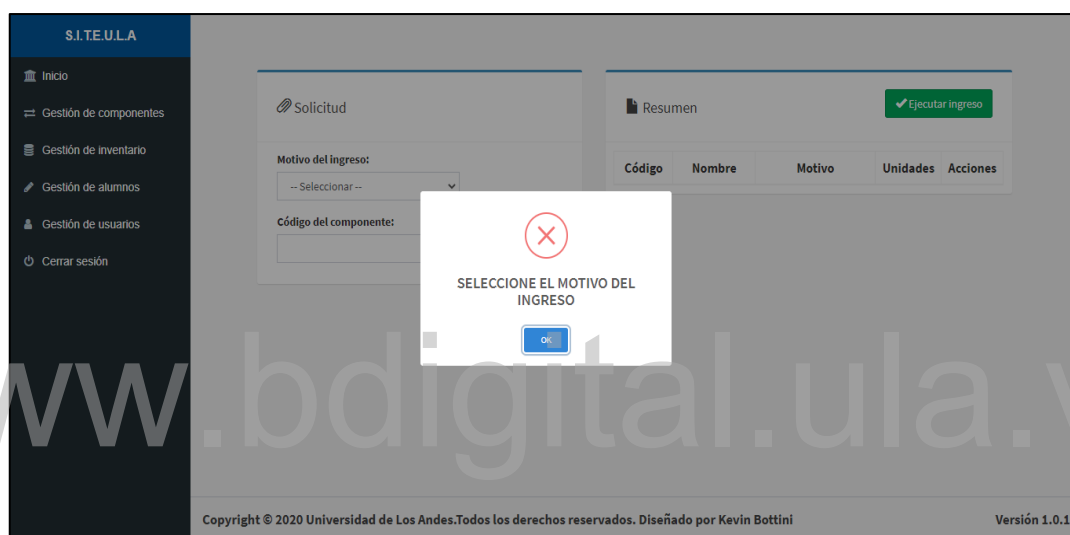 S.I.T.E.U.L.A
Inicio
Gestión de componentes
Gestión de inventario
Gestión de alumnos
Gestión de usuarios
Cerrar sesión
Solicitud
Motivo del ingreso:
-- Seleccionar --
Código del componente:
Resumen
Ejecutar ingreso
Código Nombre Motivo Unidades Acciones
SELECCIONE EL MOTIVO DEL
INGRESO
OK
www.bdigital.ula.v
Copyright © 2020 Universidad de Los Andes.Todos los derechos reservados. Diseñado por Kevin Bottini
Versión 1.0.1